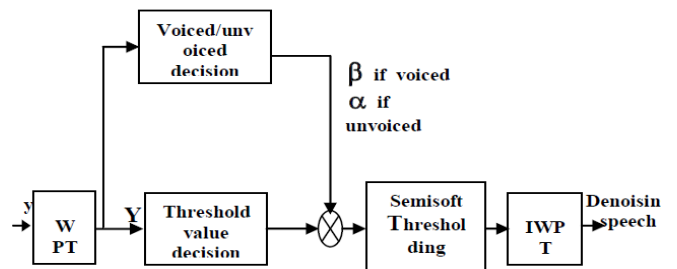 Voiced/unv
oiced
decision
β if voiced
α if
unvoiced
y
W
PT
Y
Threshold
value
decision
Semisoft
Threshol
ding
IWP
T
Denoisin
speech